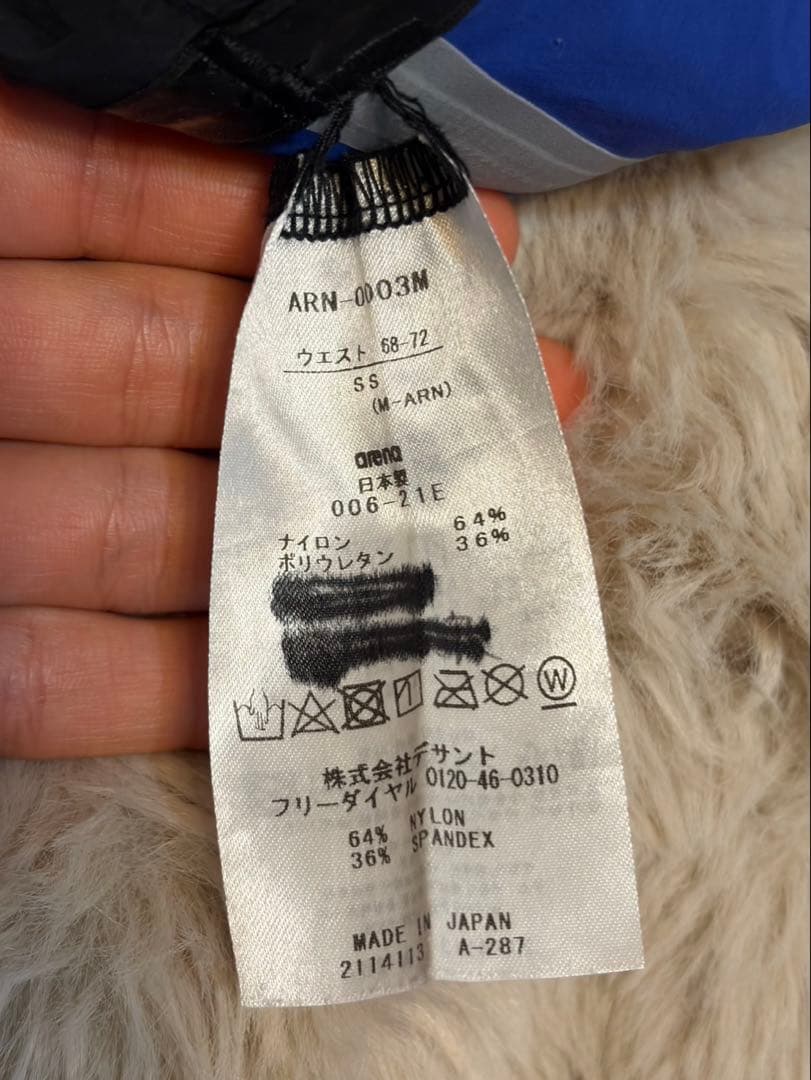 ARN-0003M
ウエスト 68-72
SS
(M-ARN)
arena
日本製
006-21E
ナイロン 64%
ポリウレタン 36%
W
株式会社デサント
フリーダイヤル 0120-46-0310
64% NYLON
36% SPANDEX
MADE IN JAPAN
2114113 A-287